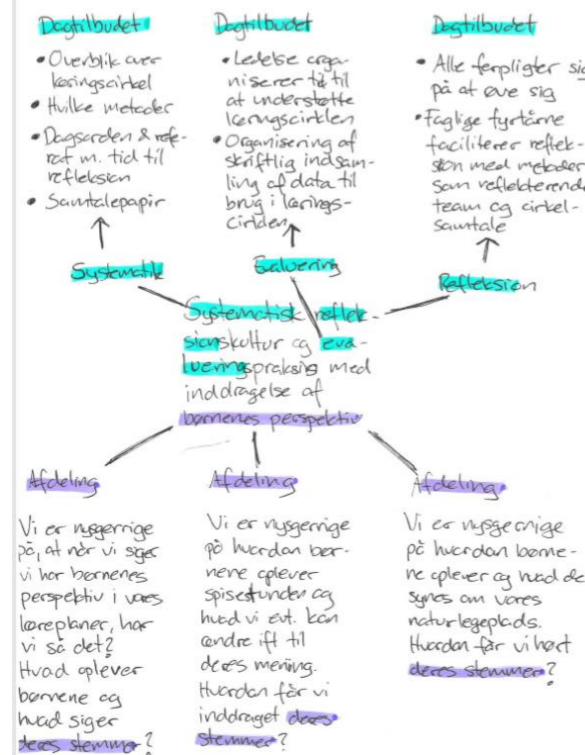 Dagtilbudet
• Overblik over
læringscirkel
• Hvilke metoder
• Dagsorden & refe-
rat m. tid til
refleksion
• Samtalepapir
Systematik
Dagtilbudet
• Ledelse orga-
niserer tid til
at understøtte
læringscirklen
• Organisering af
skriftlig indsam-
ling af data til
brug i lærings-
cirklen
Evaluering
Dagtilbudet
• Alle forpligter sig
på at øve sig
• Faglige fyrtårne
faciliterer reflek-
sion med metoder
som reflekterende
team og cirkel-
samtale
Refleksion
Systematisk reflek-
sionskultur og eva-
lueringspraksis med
inddragelse af
børnenes perspektiv
Afdeling
Vi er nysgerrige
på, at når vi siger
vi har børnenes
perspektiv i vores
læreplaner, har
vi så det?
Hvad oplever
børnene og
hvad siger
deres stemmer?
Afdeling
Vi er nysgerrige
på hvordan bør-
nene oplever
spisestunden og
hvad vi evt. kan
ændre ift til
deres mening.
Hvordan får vi
inddraget deres
stemmer?
Afdeling
Vi er nysgerrige
på hvordan børne-
ne oplever og hvad de
synes om vores
naturlegeplads.
Hvordan får vi hørt
deres stemmer?